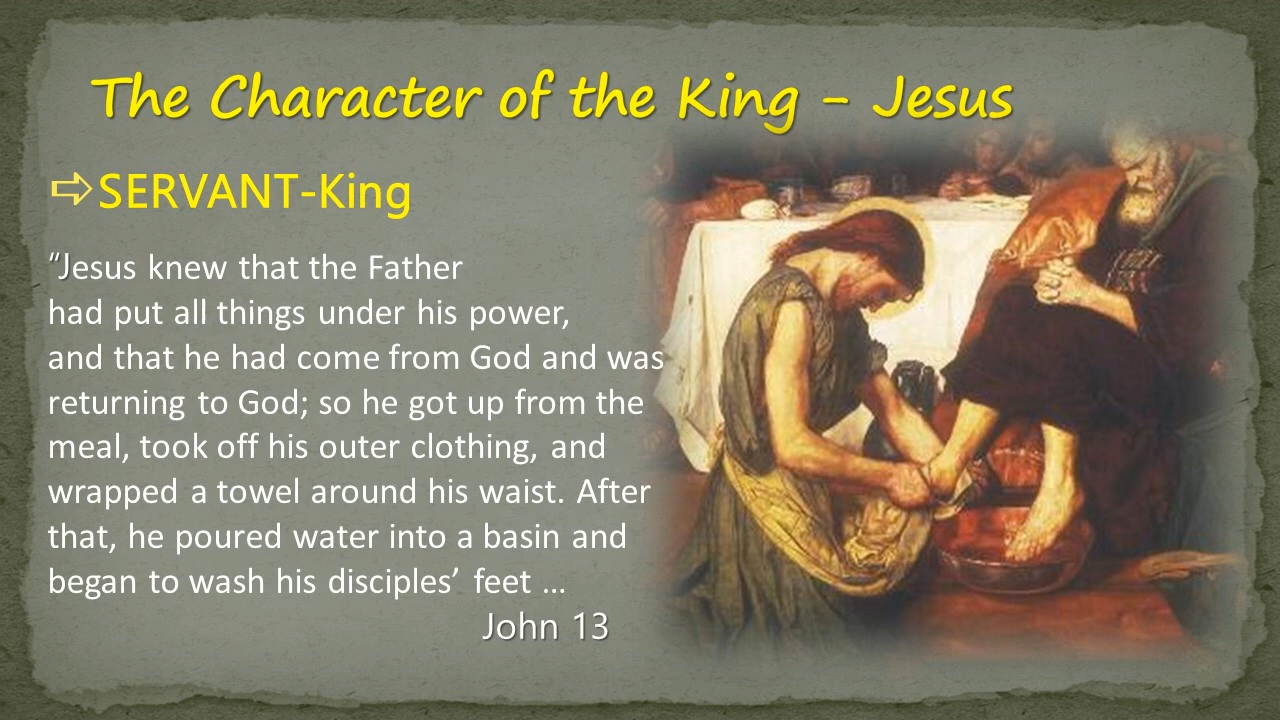 The Character of the King - Jesus
⇨SERVANT-King
“Jesus knew that the Father
had put all things under his power,
and that he had come from God and was
returning to God; so he got up from the
meal, took off his outer clothing, and
wrapped a towel around his waist. After
that, he poured water into a basin and
began to wash his disciples’ feet ...
John 13